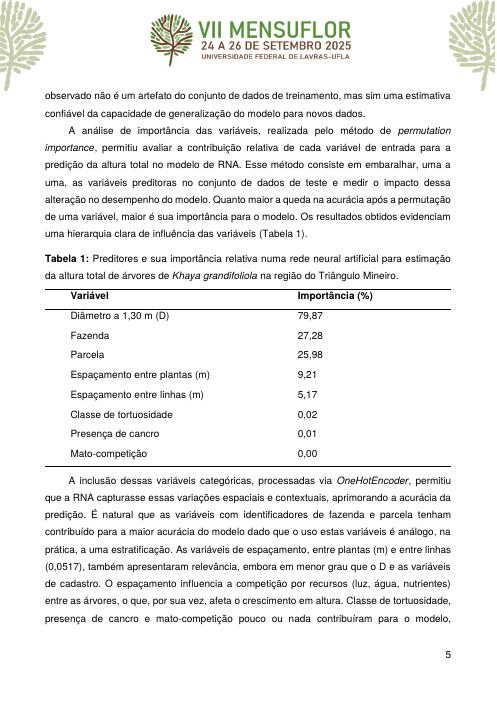 VII MENSUFLOR
24 A 26 DE SETEMBRO 2025
UNIVERSIDADE FEDERAL DE LAVRAS-UFLA
observado não é um artefato do conjunto de dados de treinamento, mas sim uma estimativa
confiável da capacidade de generalização do modelo para novos dados.
A análise de importância das variáveis, realizada pelo método de permutation
importance, permitiu avaliar a contribuição relativa de cada variável de entrada para a
predição da altura total no modelo de RNA. Esse método consiste em embaralhar, uma a
uma, as variáveis preditoras no conjunto de dados de teste e medir o impacto dessa
alteração no desempenho do modelo. Quanto maior a queda na acurácia após a permutação
de uma variável, maior é sua importância para o modelo. Os resultados obtidos evidenciam
uma hierarquia clara de influência das variáveis (Tabela 1).
Tabela 1: Preditores e sua importância relativa numa rede neural artificial para estimação
da altura total de árvores de Khaya grandifoliola na região do Triângulo Mineiro.
Variável Importância (%)
Diâmetro a 1,30 m (D) 79,87
Fazenda 27,28
Parcela 25,98
Espaçamento entre plantas (m) 9,21
Espaçamento entre linhas (m) 5,17
Classe de tortuosidade 0,02
Presença de cancro 0,01
Mato-competição 0,00
A inclusão dessas variáveis categóricas, processadas via OneHotEncoder, permitiu
que a RNA capturasse essas variações espaciais e contextuais, aprimorando a acurácia da
predição. É natural que as variáveis com identificadores de fazenda e parcela tenham
contribuído para a maior acurácia do modelo dado que o uso estas variáveis é análogo, na
prática, a uma estratificação. As variáveis de espaçamento, entre plantas (m) e entre linhas
(0,0517), também apresentaram relevância, embora em menor grau que o D e as variáveis
de cadastro. O espaçamento influencia a competição por recursos (luz, água, nutrientes)
entre as árvores, o que, por sua vez, afeta o crescimento em altura. Classe de tortuosidade,
presença de cancro e mato-competição pouco ou nada contribuíram para o modelo,
5